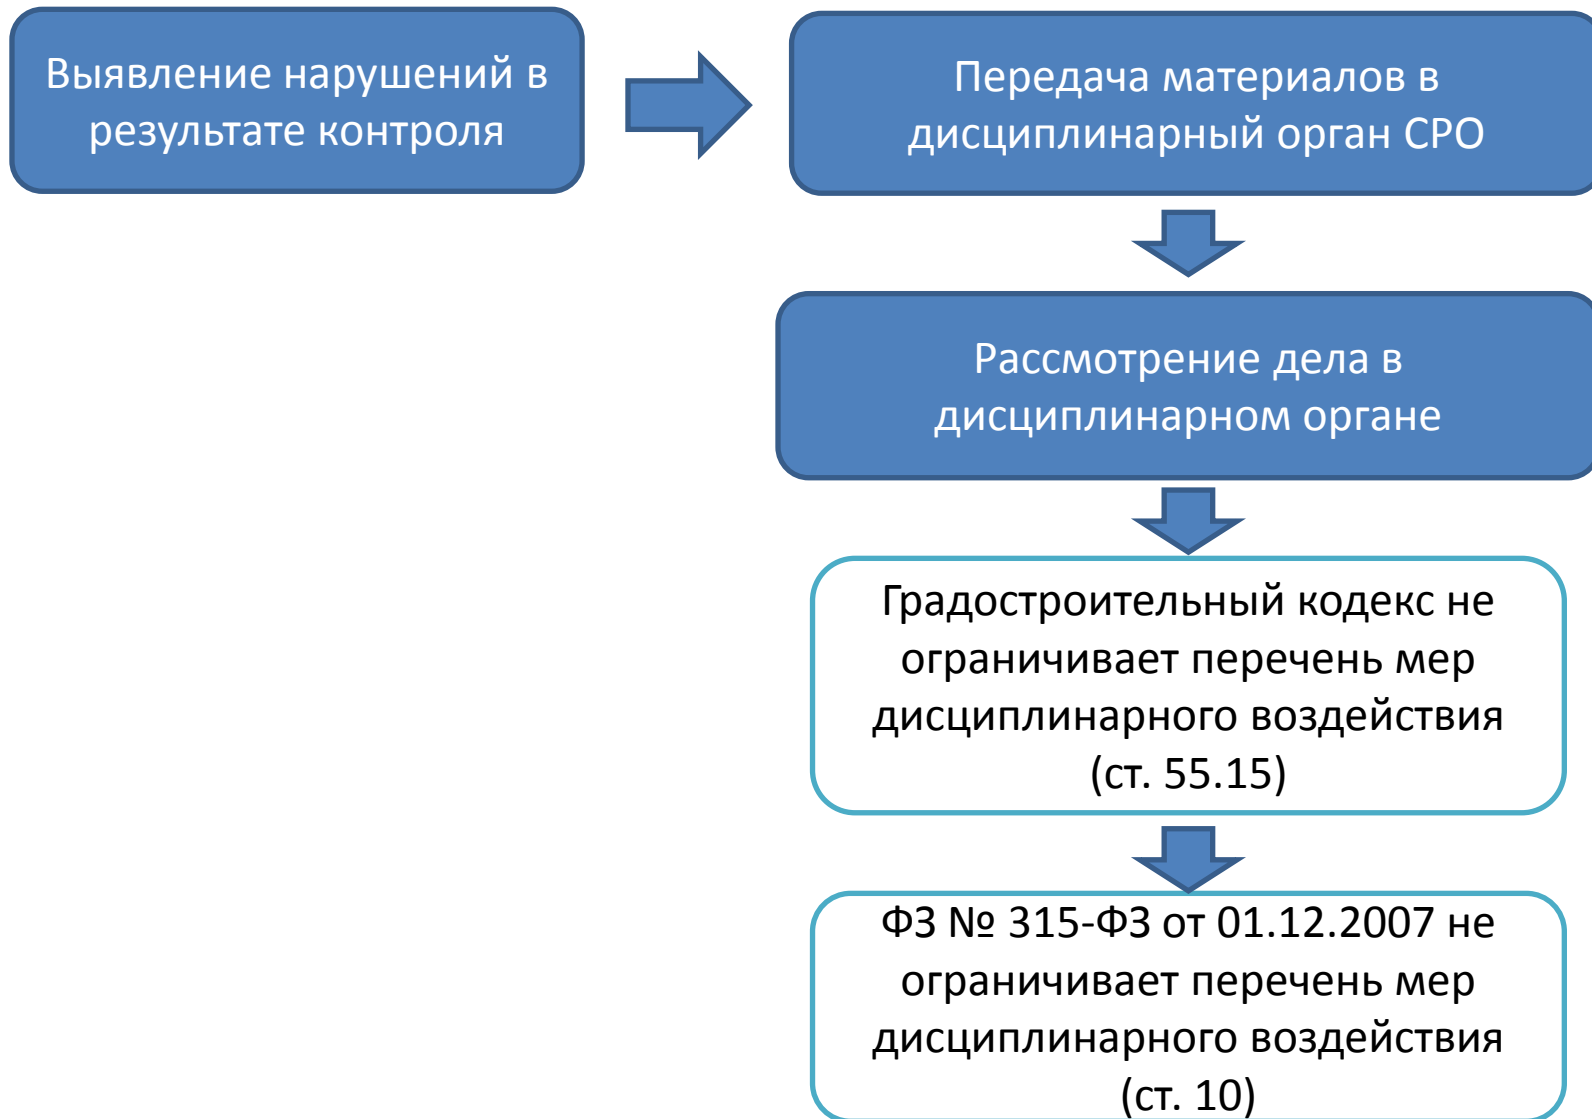 Выявление нарушений в
результате контроля
Передача материалов в
дисциплинарный орган СРО
Рассмотрение дела в
дисциплинарном органе
Градостроительный кодекс не
ограничивает перечень мер
дисциплинарного воздействия
(ст. 55.15)
ФЗ № 315-ФЗ от 01.12.2007 не
ограничивает перечень мер
дисциплинарного воздействия
(ст. 10)